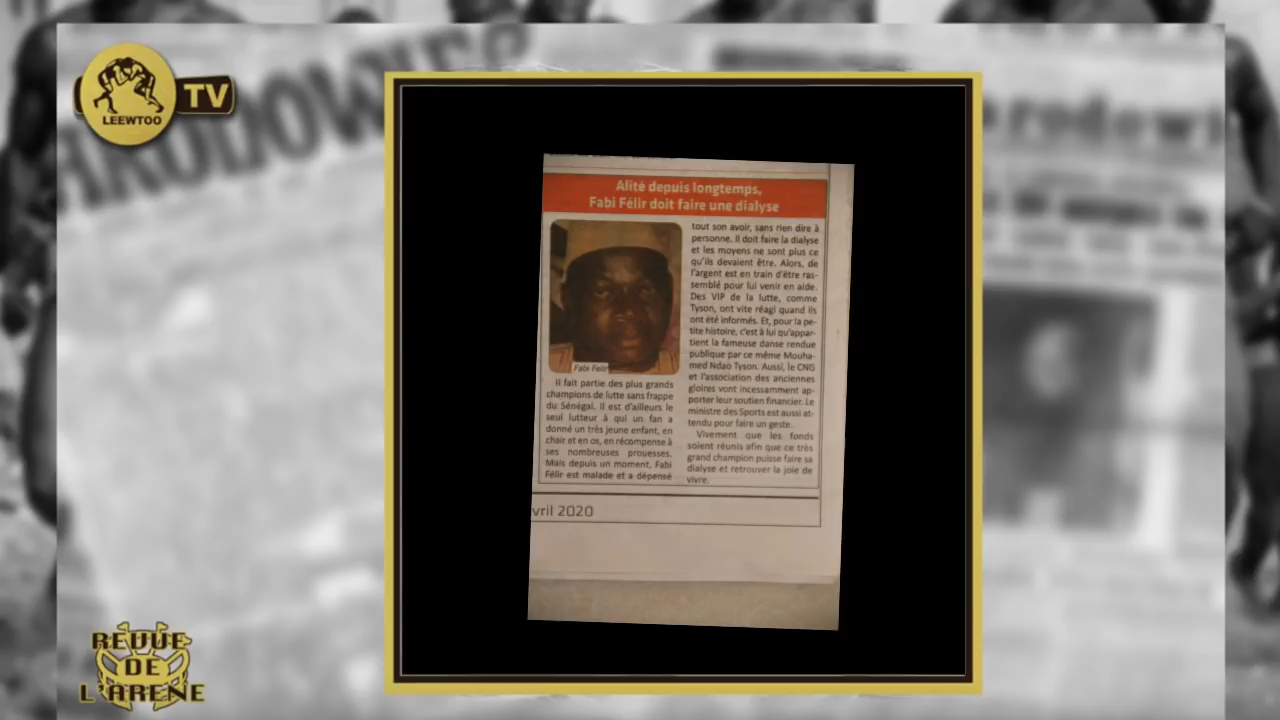 LEEWTOO
TV
Alité depuis longtemps,
Fabi Félir doit faire une dialyse
Fabi Felir
Il fait partie des plus grands
champions de lutte sans frappe
du Sénégal. Il est d'ailleurs le
seul lutteur à qui un fan a
donné un très jeune enfant, en
chair et en os, en récompense à
ses nombreuses prouesses.
Mais depuis un moment, Fabi
Félir est malade et a dépensé
tout son avoir, sans rien dire à
personne. Il doit faire la dialyse
et les moyens ne sont plus ce
qu'ils devaient être. Alors, de
l'argent est en train d'être ras-
semblé pour lui venir en aide.
Des VIP de la lutte, comme
Tyson, ont vite réagi quand ils
ont été informés. Et, pour la pe-
tite histoire, c'est à lui qu'appar-
tient la fameuse danse rendue
publique par ce même Mouha-
med Ndao Tyson. Aussi, le CNG
et l'association des anciennes
gloires vont incessamment ap-
porter leur soutien financier. Le
ministre des Sports est aussi at-
tendu pour faire un geste.
Vivement que les fonds
soient réunis afin que ce très
grand champion puisse faire sa
dialyse et retrouver la joie de
vivre.
vril 2020
REVUE
DE
L'ARENE